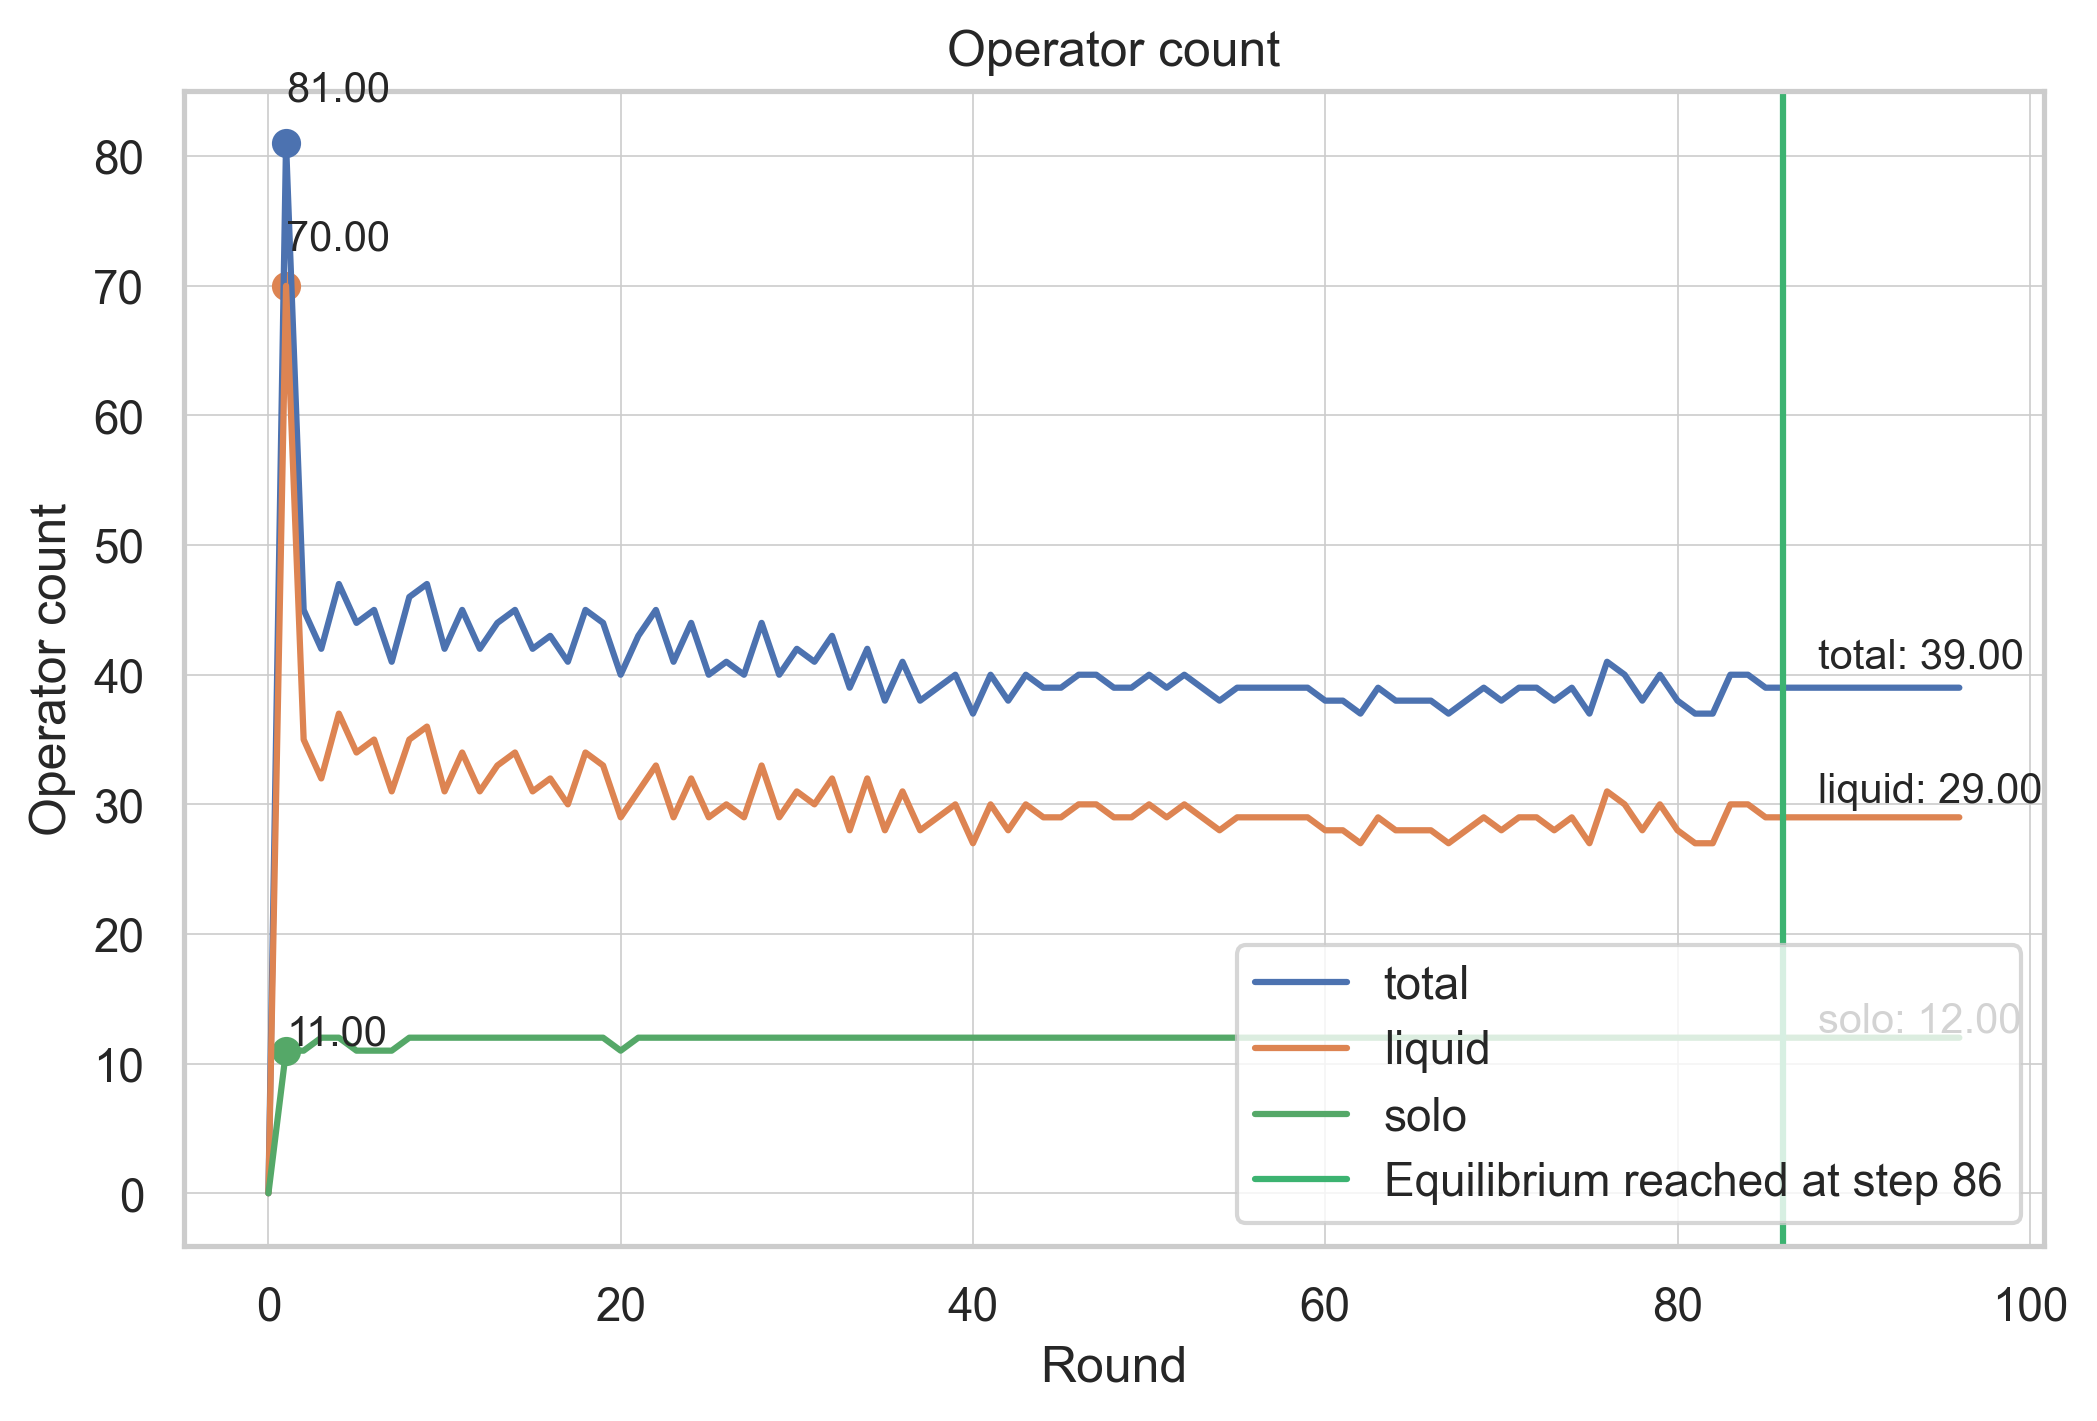 Operator count
81.00
70.00
11.00
total: 39.00
liquid: 29.00
solo: 12.00
Operator count
80
70
60
50
40
30
20
10
0
total
liquid
solo
Equilibrium reached at step 86
0
20
40
60
80
100
Round